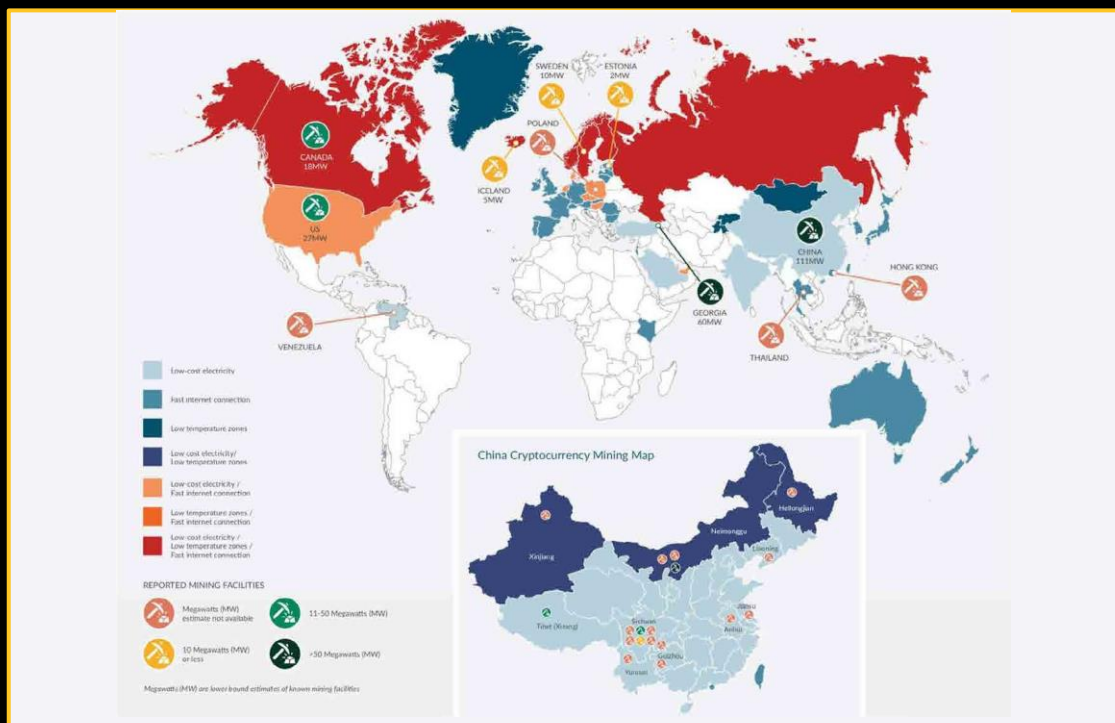 SWEDEN
10MW
ESTONIA
2MW
POLAND
CANADA
18MW
ICELAND
5MW
US
27MW
CHINA
111MW
HONG KONG
GEORGIA
60MW
THAILAND
VENEZUELA
Low-cost electricity
Fast internet connection
Low temperature zones
Low cost electricity/
Low temperature zones
Low-cost electricity /
Fast internet connection
Low temperature zones /
Fast internet connection
Low-cost electricity /
Low temperature zones /
Fast internet connection
REPORTED MINING FACILITIES
Megawatts (MW)
estimate not available
11-50 Megawatts (MW)
10 Megawatts (MW)
or less
>50 Megawatts (MW)
Megawatts (MW) are lower bound estimates of known mining facilities
China Cryptocurrency Mining Map
Heilongjian
Neimonggu
Xinjiang
Liaoning
Tibet (Xizang)
Sichuan
Jiansu
Anhui
Guizhou
Yunnan